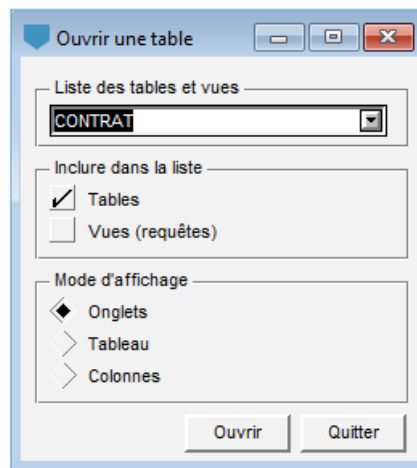 Ouvrir une table
Liste des tables et vues
CONTRAT
Inclure dans la liste
Tables
Vues (requêtes)
Mode d'affichage
Onglets
Tableau
Colonnes
Ouvrir
Quitter